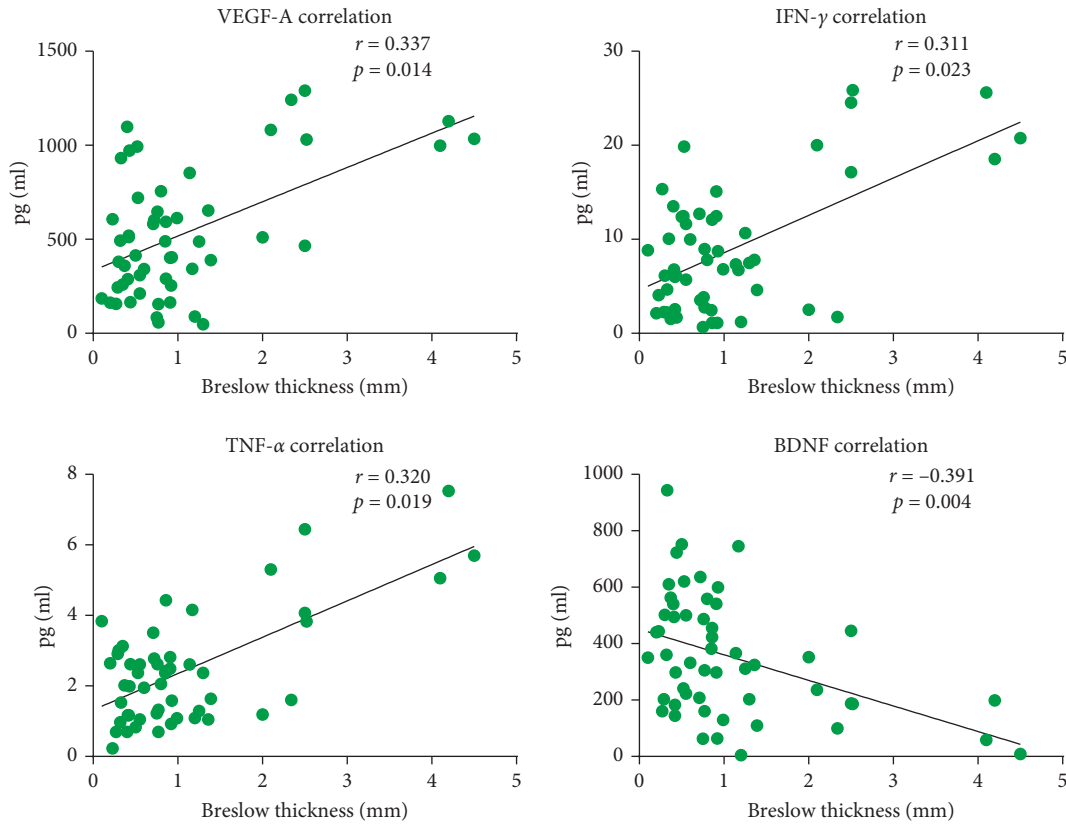 VEGF-A correlation
r = 0.337
p = 0.014
1500
1000
500
0
pg (ml)
0 1 2 3 4 5
Breslow thickness (mm)
IFN-γ correlation
r = 0.311
p = 0.023
30
20
10
0
pg (ml)
0 1 2 3 4 5
Breslow thickness (mm)
TNF-α correlation
r = 0.320
p = 0.019
8
6
4
2
0
pg (ml)
0 1 2 3 4 5
Breslow thickness (mm)
BDNF correlation
r = –0.391
p = 0.004
1000
800
600
400
200
0
pg (ml)
0 1 2 3 4 5
Breslow thickness (mm)